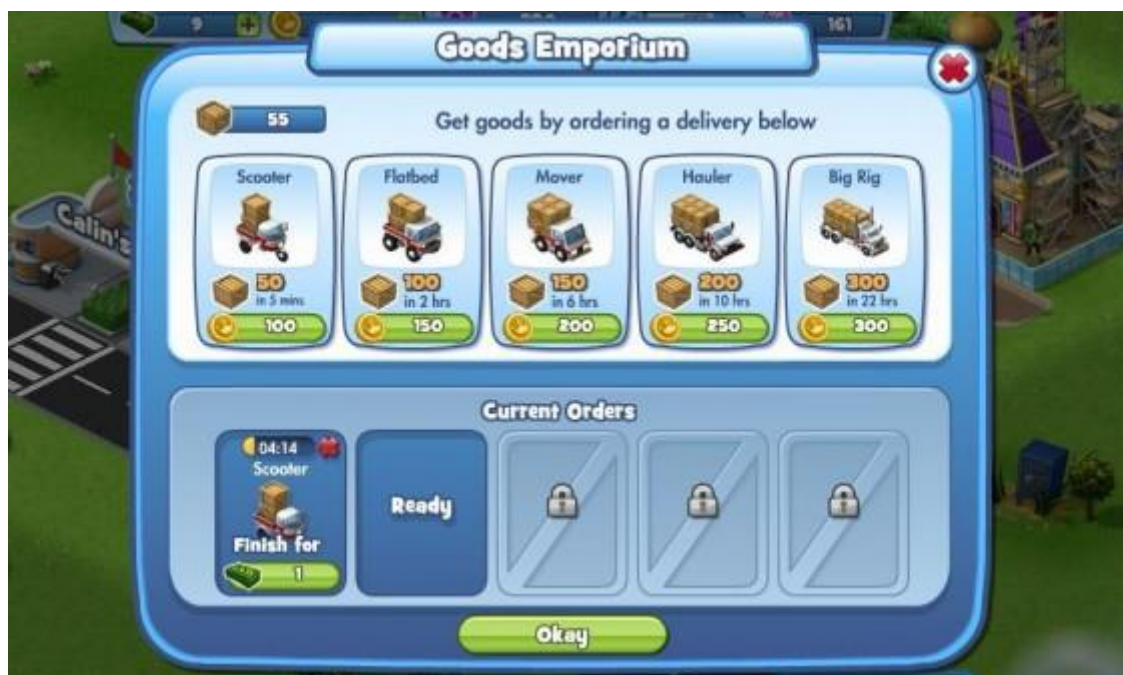 9
161
Goods Emporium
55
Get goods by ordering a delivery below
Scooter
Flatbed
Mover
Hauler
Big Rig
50
100
150
200
300
in 5 mins
in 2 hrs
in 6 hrs
in 10 hrs
in 22 hrs
100
150
200
250
300
Calin's
Current Orders
04:14
Scooter
Ready
Finish for
1
Okay